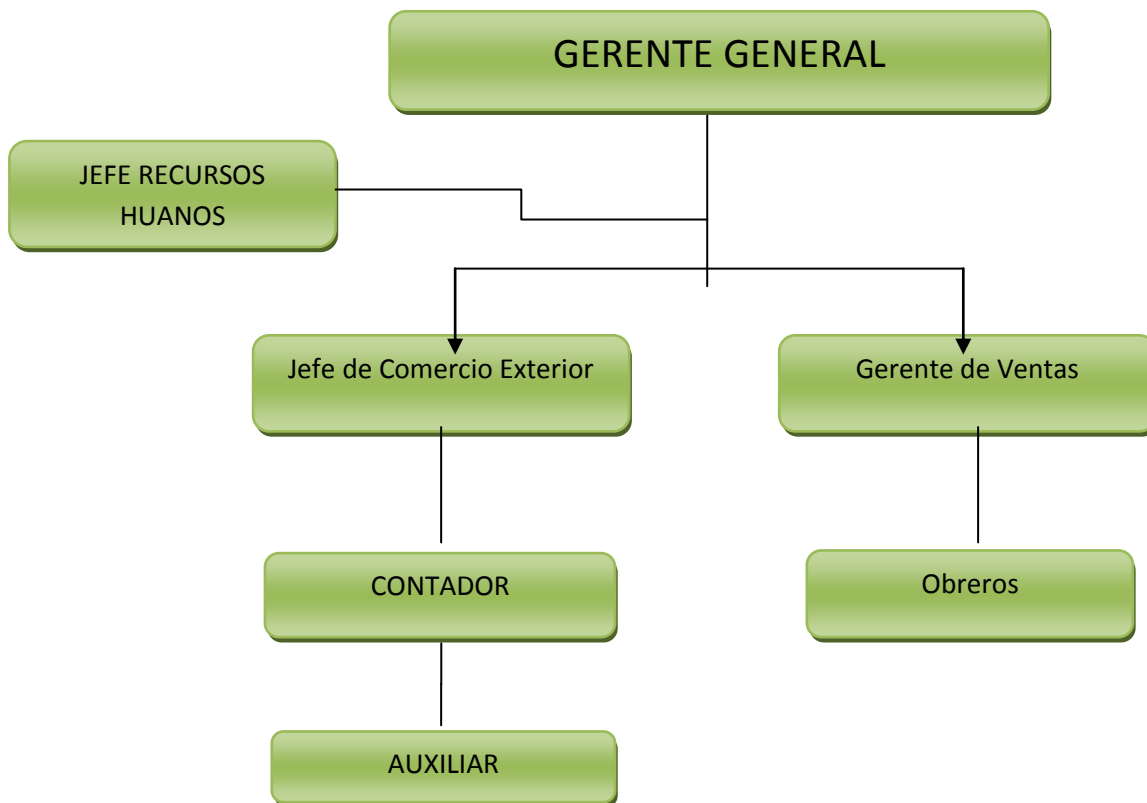 GERENTE GENERAL
JEFE RECURSOS
HUANOS
Jefe de Comercio Exterior
Gerente de Ventas
CONTADOR
Obreros
AUXILIAR